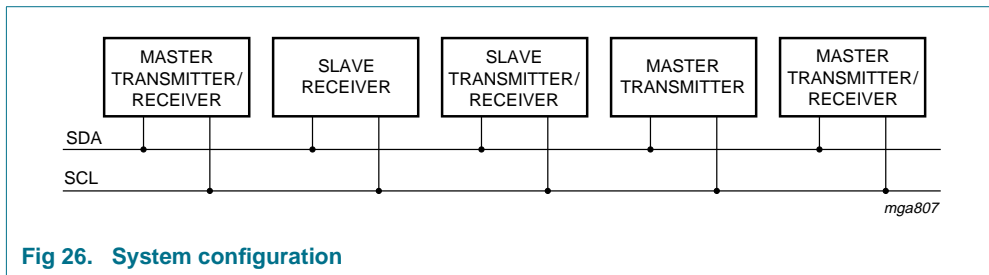 MASTER
TRANSMITTER/
RECEIVER
SLAVE
RECEIVER
SLAVE
TRANSMITTER/
RECEIVER
MASTER
TRANSMITTER
MASTER
TRANSMITTER/
RECEIVER
SDA
SCL
mga807
Fig 26. System configuration